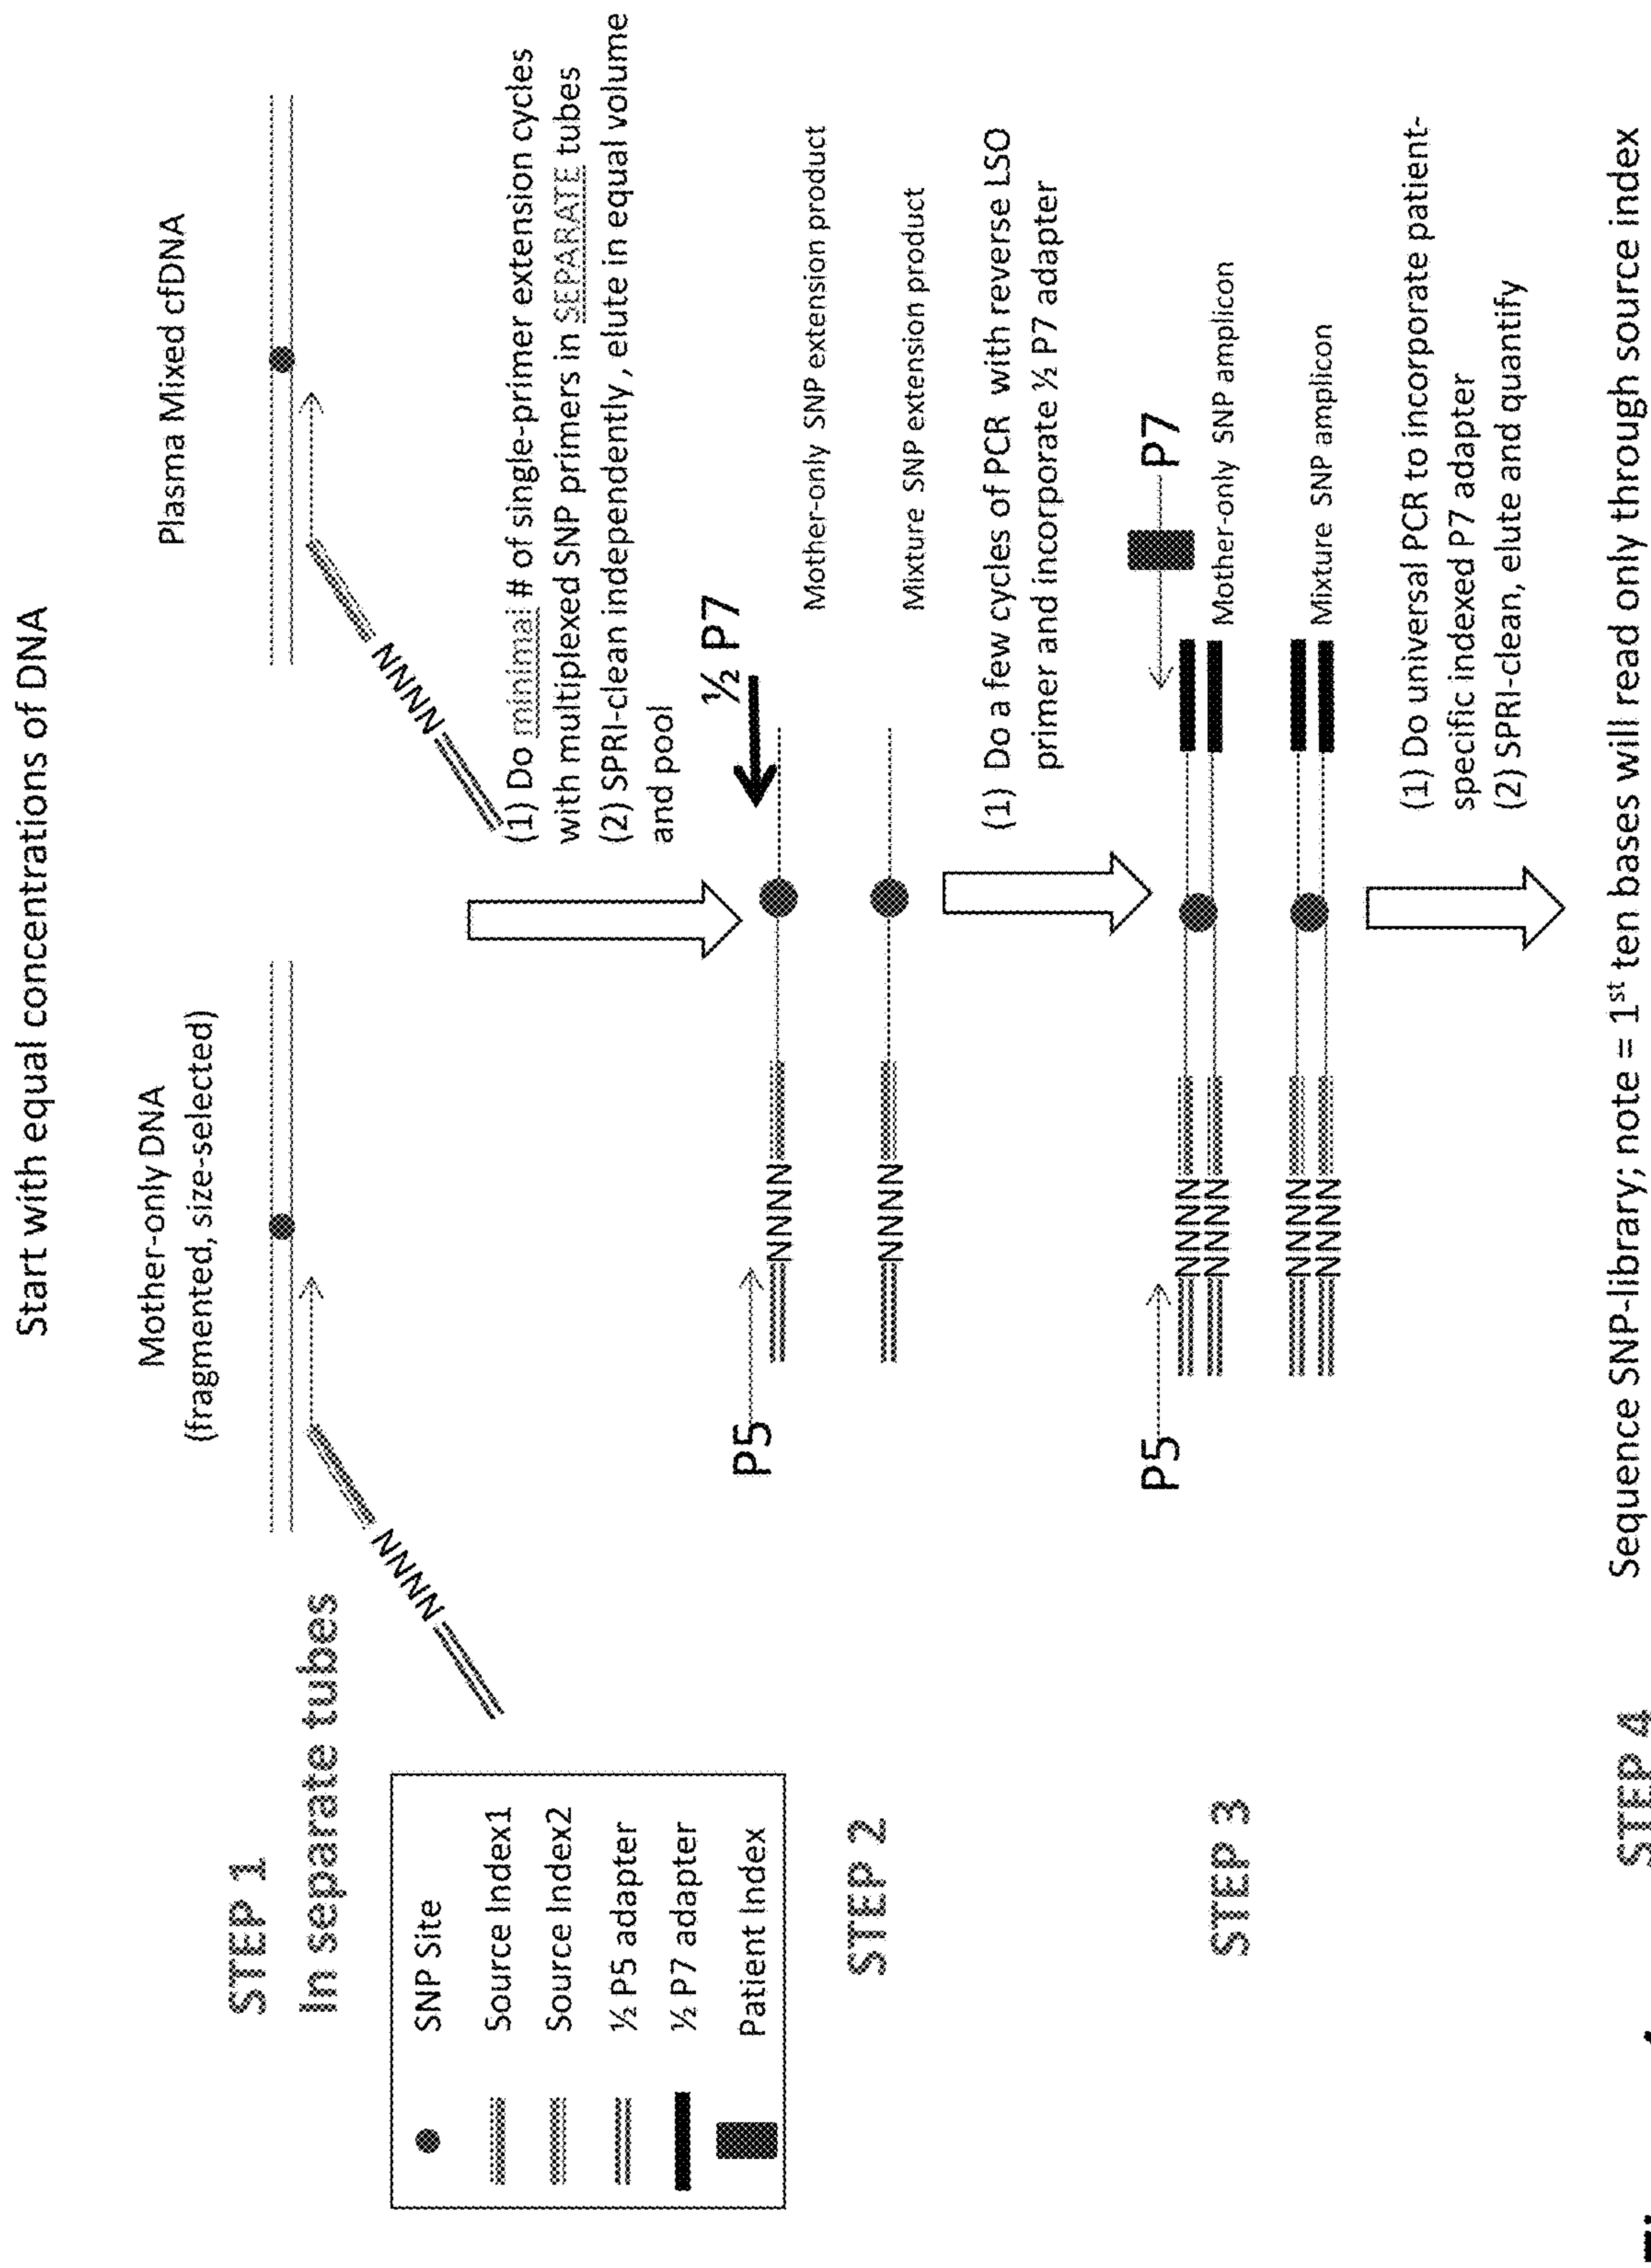 Start with equal concentrations of DNA
STEP 1
In separate tubes
Mother-only DNA
(fragmented, size-selected)
Plasma Mixed cfDNA
NNNN
NNNN
SNP Site
Source Index1
Source Index2
½ P5 adapter
½ P7 adapter
Patient Index
(1) Do minimal # of single-primer extension cycles
with multiplexed SNP primers in SEPARATE tubes
(2) SPRI-clean independently, elute in equal volume
and pool
STEP 2
P5
½ P7
NNNN
Mother-only SNP extension product
NNNN
Mixture SNP extension product
(1) Do a few cycles of PCR with reverse LSO
primer and incorporate ½ P7 adapter
STEP 3
P5
P7
NNNN
NNNN
Mother-only SNP amplicon
NNNN
NNNN
Mixture SNP amplicon
(1) Do universal PCR to incorporate patient-
specific indexed P7 adapter
(2) SPRI-clean, elute and quantify
STEP 4
Sequence SNP-library; note = 1st ten bases will read only through source index